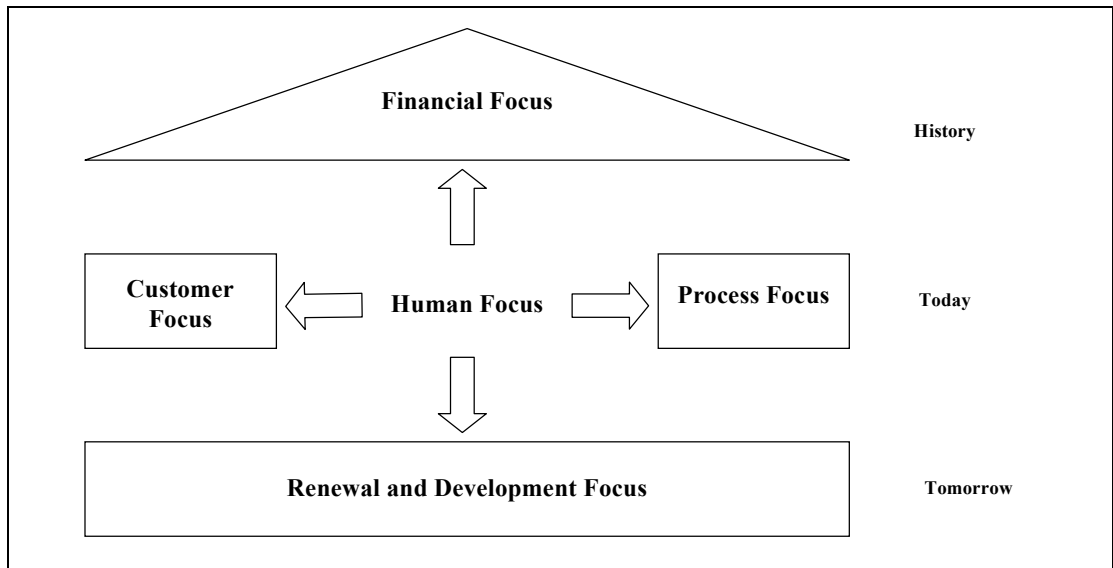 Financial Focus
History
Customer
Focus
Human Focus
Process Focus
Today
Renewal and Development Focus
Tomorrow